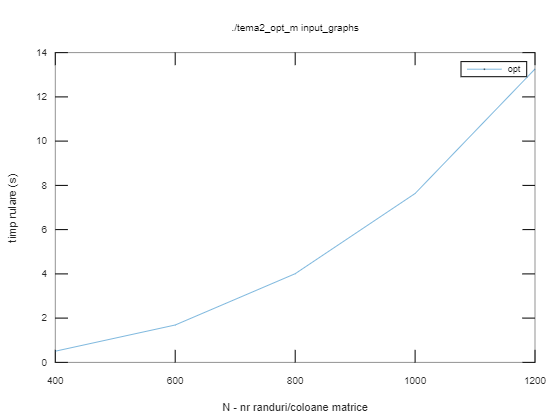 ./tema2_opt_m input_graphs
14
opt
12
10
8
6
4
2
0
timp rulare (s)
400 600 800 1000 1200
N - nr randuri/coloane matrice